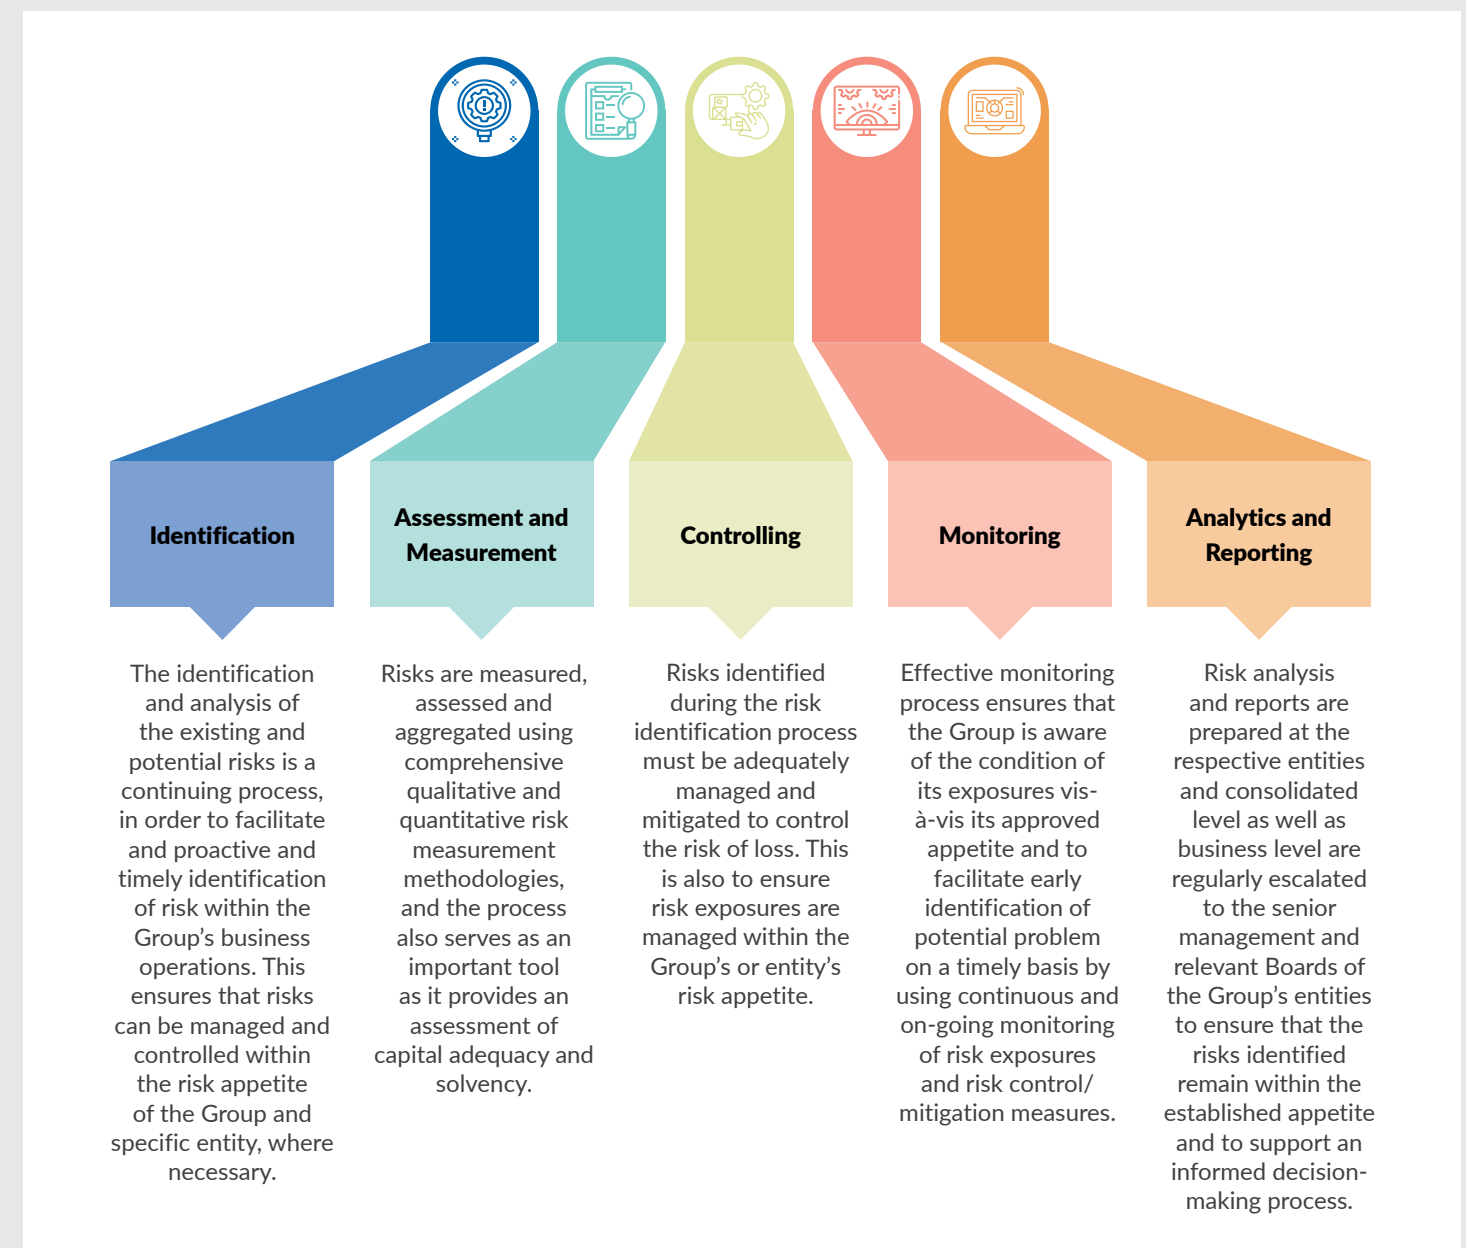 Identification
The identification
and analysis of
the existing and
potential risks is a
continuing process,
in order to facilitate
and proactive and
timely identification
of risk within the
Group’s business
operations. This
ensures that risks
can be managed and
controlled within
the risk appetite
of the Group and
specific entity, where
necessary.
Assessment and
Measurement
Risks are measured,
assessed and
aggregated using
comprehensive
qualitative and
quantitative risk
measurement
methodologies,
and the process
also serves as an
important tool
as it provides an
assessment of
capital adequacy and
solvency.
Controlling
Risks identified
during the risk
identification process
must be adequately
managed and
mitigated to control
the risk of loss. This
is also to ensure
risk exposures are
managed within the
Group’s or entity’s
risk appetite.
Monitoring
Effective monitoring
process ensures that
the Group is aware
of the condition of
its exposures vis-
à-vis its approved
appetite and to
facilitate early
identification of
potential problem
on a timely basis by
using continuous and
on-going monitoring
of risk exposures
and risk control/
mitigation measures.
Analytics and
Reporting
Risk analysis
and reports are
prepared at the
respective entities
and consolidated
level as well as
business level are
regularly escalated
to the senior
management and
relevant Boards of
the Group’s entities
to ensure that the
risks identified
remain within the
established appetite
and to support an
informed decision-
making process.